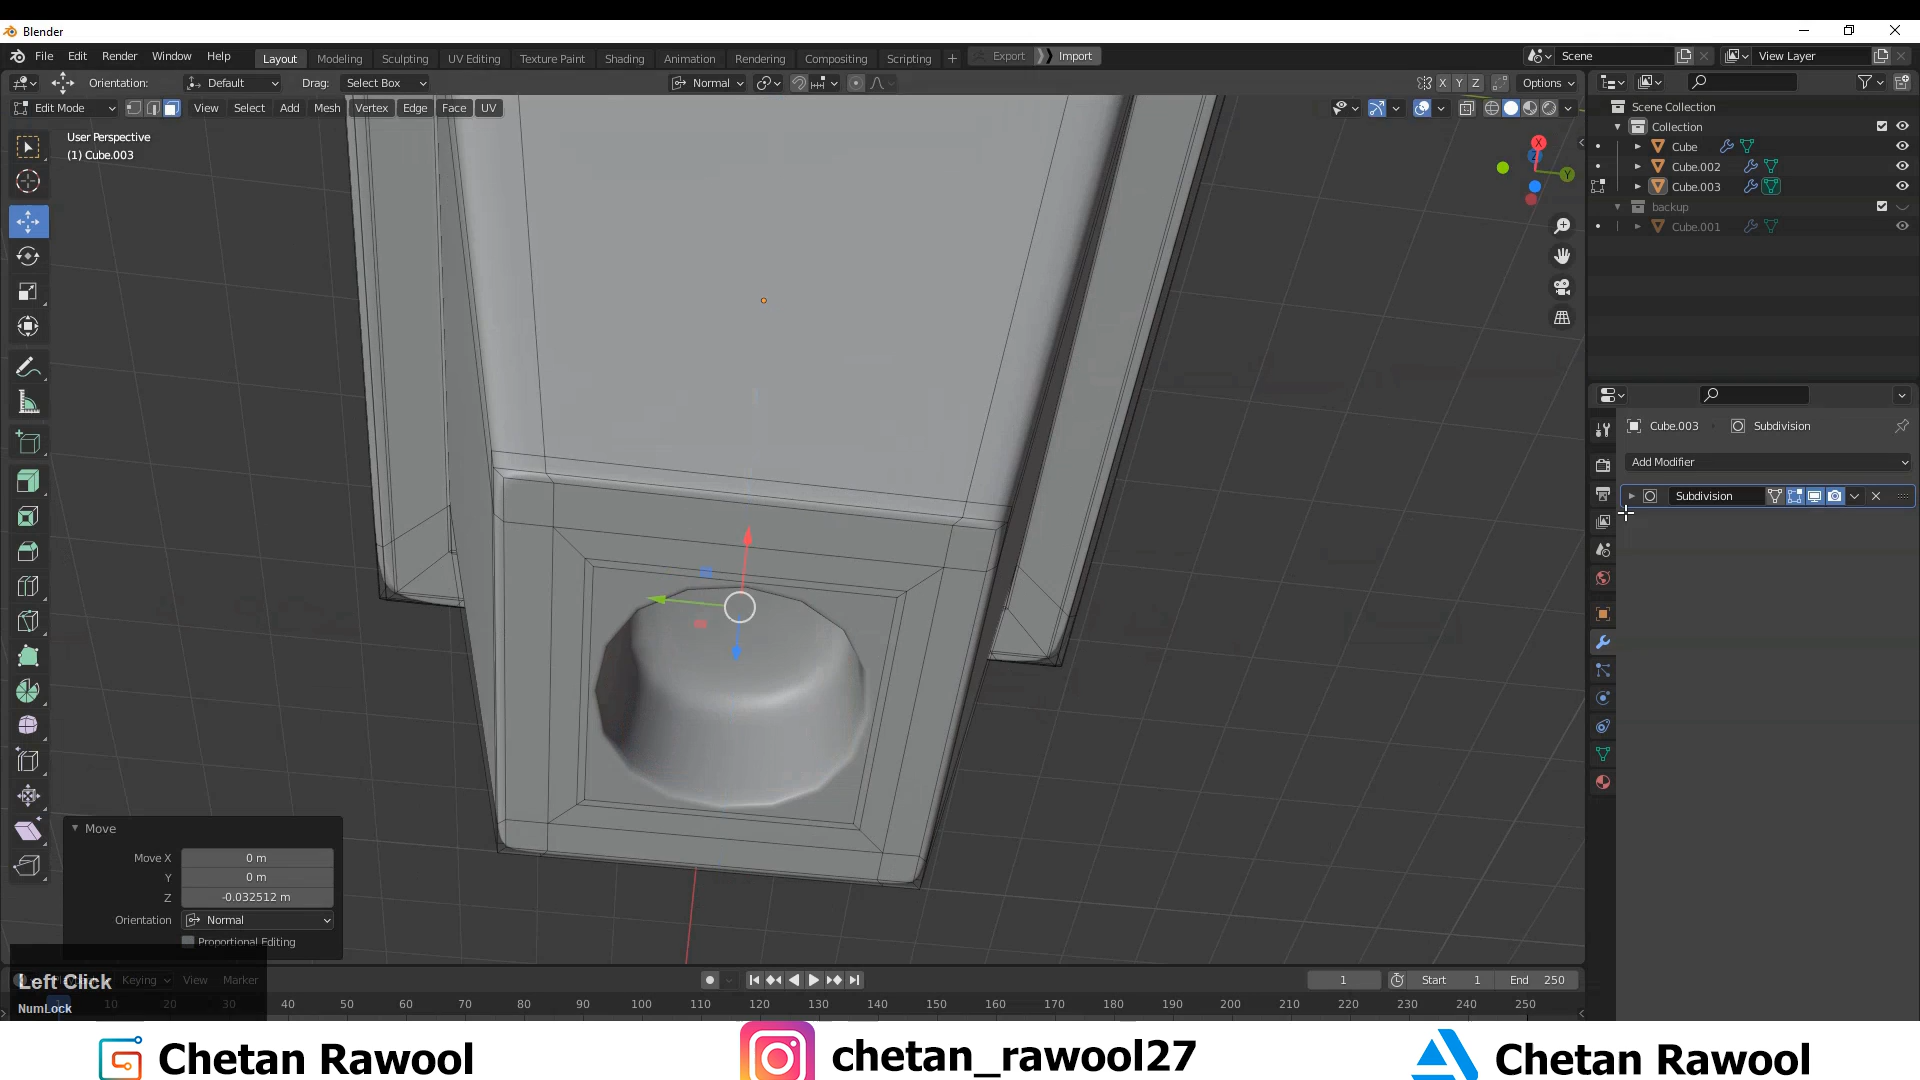 Blender
File Edit Render Window Help Layout Modeling Sculpting UV Editing Texture Paint Shading Animation Rendering Compositing Scripting + Export Import Scene View Layer
Orientation: Default Drag: Select Box Normal X Y Z Options
Edit Mode View Select Add Mesh Vertex Edge Face UV
User Perspective
(1) Cube.003
X
Y
Z
Scene Collection
Collection
Cube
Cube.002
Cube.003
backup
Cube.001
Cube.003 Subdivision
Add Modifier
Subdivision
Move
Move X 0 m
Y 0 m
Z -0.032512 m
Orientation Normal
Proportional Editing
Keying View Marker 1 Start 1 End 250
Left Click
NumLock
1 10 20 30 40 50 60 70 80 90 100 110 120 130 140 150 160 170 180 190 200 210 220 230 240 250
Chetan Rawool chetan_rawool27 Chetan Rawool